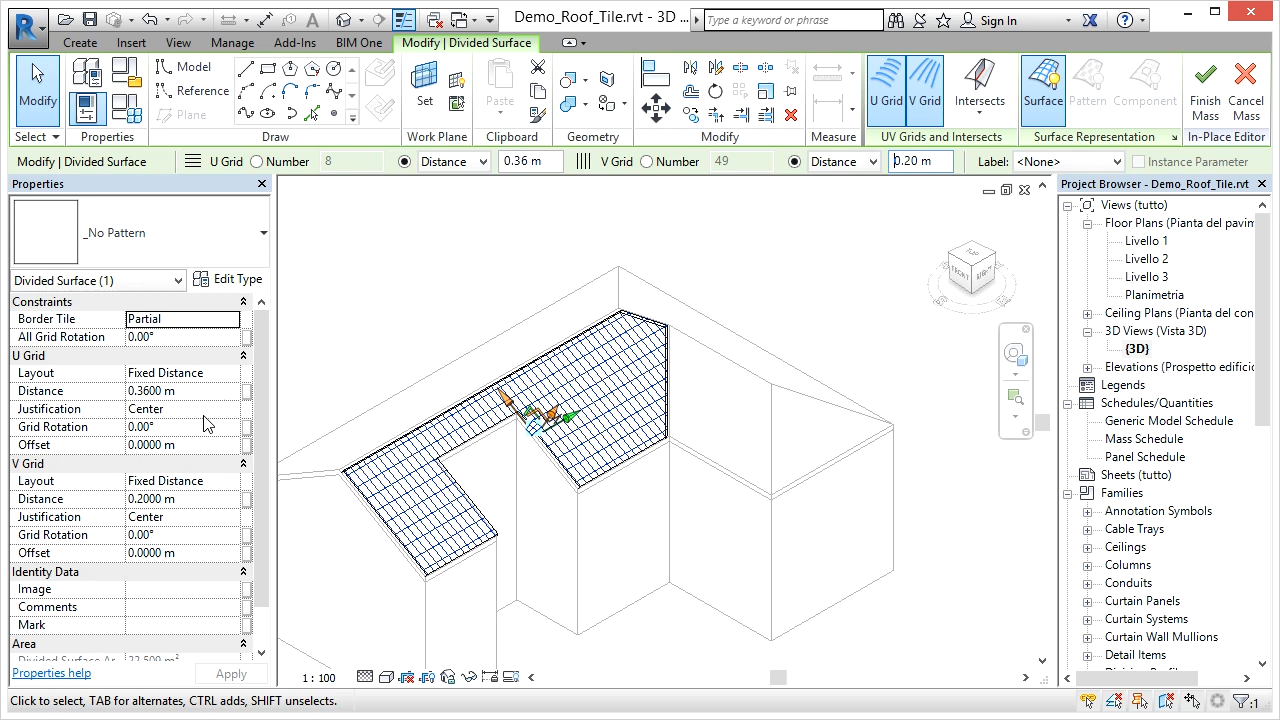 Demo_Roof_Tile.rvt - 3D ...
Type a keyword or phrase
Sign In
Create Insert View Manage Add-Ins BIM One Modify | Divided Surface
Modify
Model
Reference
Plane
Set
Paste
U Grid
V Grid
Intersects
Surface
Pattern
Component
Finish Mass
Cancel Mass
Select Properties Draw Work Plane Clipboard Geometry Modify Measure UV Grids and Intersects Surface Representation In-Place Editor
Modify | Divided Surface U Grid Number 8 Distance 0.36 m V Grid Number 49 Distance 0.20 m Label: <None> Instance Parameter
Properties
_No Pattern
Divided Surface (1) Edit Type
Constraints
Border Tile Partial
All Grid Rotation 0.00°
U Grid
Layout Fixed Distance
Distance 0.3600 m
Justification Center
Grid Rotation 0.00°
Offset 0.0000 m
V Grid
Layout Fixed Distance
Distance 0.2000 m
Justification Center
Grid Rotation 0.00°
Offset 0.0000 m
Identity Data
Image
Comments
Mark
Area
Properties help Apply
TOP
FRONT
RIGHT
1 : 100
Project Browser - Demo_Roof_Tile.rvt
Views (tutto)
Floor Plans (Pianta del pavim
Livello 1
Livello 2
Livello 3
Planimetria
Ceiling Plans (Pianta del con
3D Views (Vista 3D)
{3D}
Elevations (Prospetto edific
Legends
Schedules/Quantities
Generic Model Schedule
Mass Schedule
Panel Schedule
Sheets (tutto)
Families
Annotation Symbols
Cable Trays
Ceilings
Columns
Conduits
Curtain Panels
Curtain Systems
Curtain Wall Mullions
Detail Items
Click to select, TAB for alternates, CTRL adds, SHIFT unselects.
:1